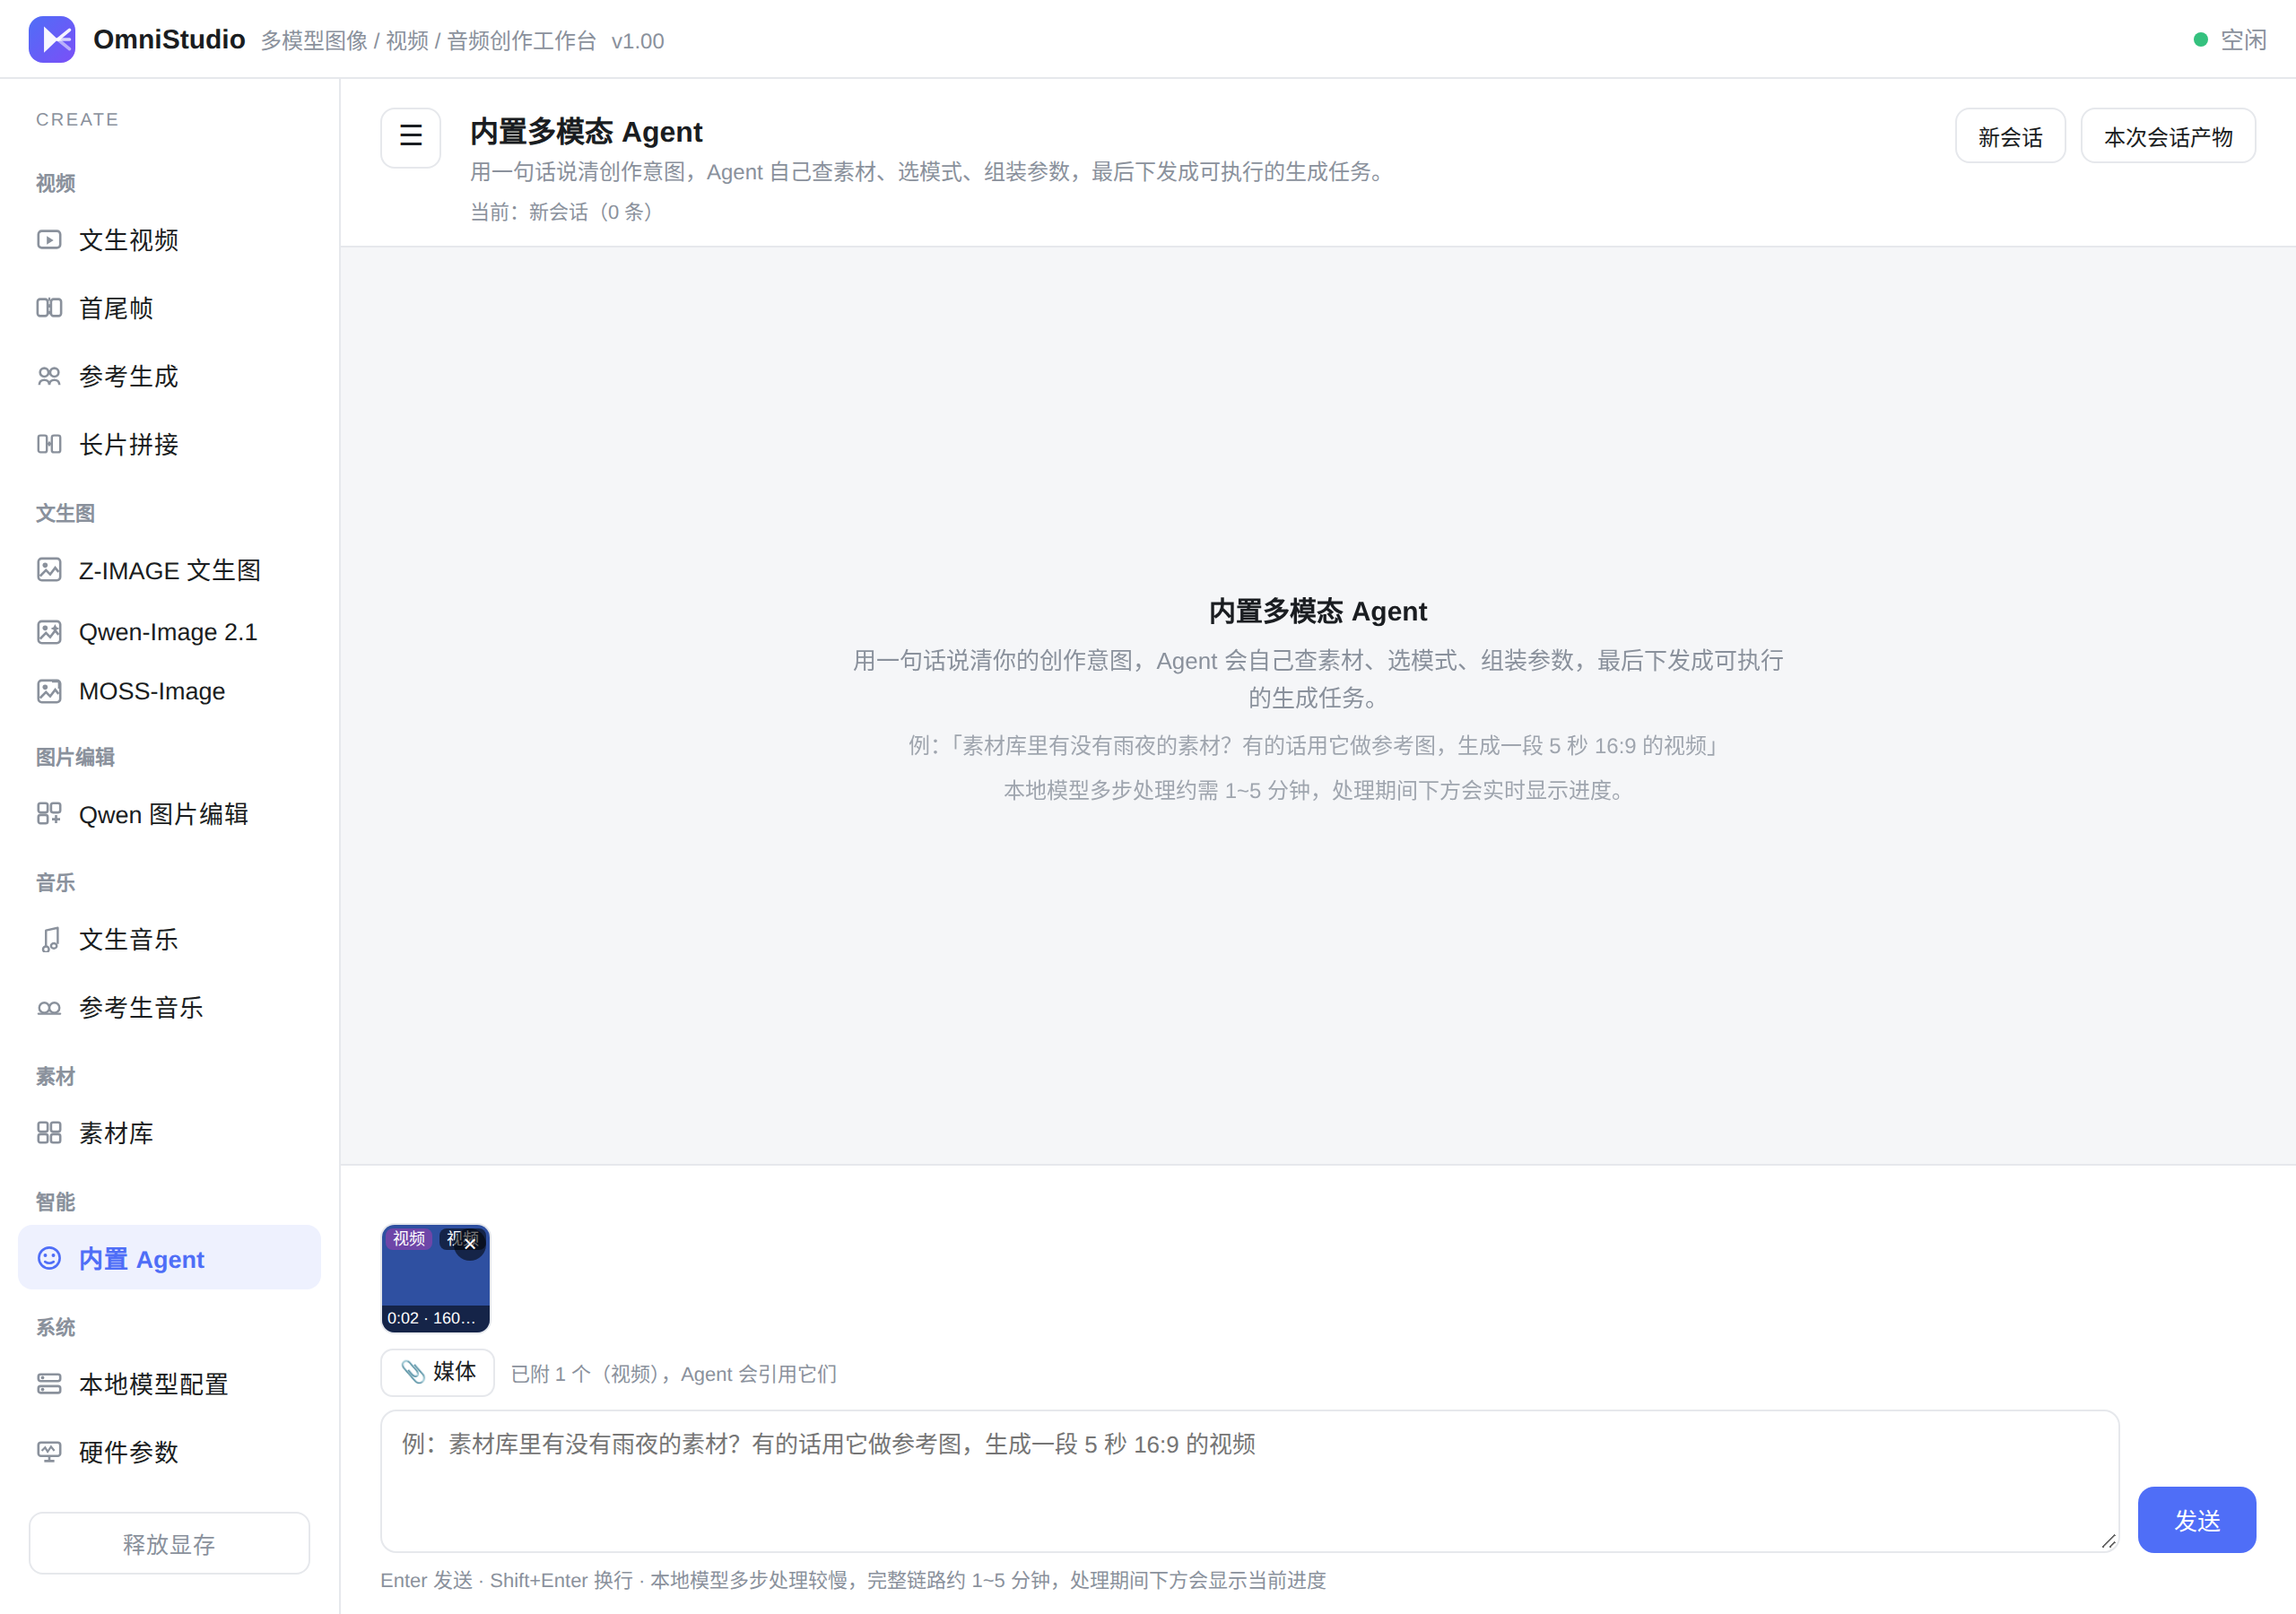 OmniStudio 多模型图像 / 视频 / 音频创作工作台 v1.00
空闲
CREATE
视频
文生视频
首尾帧
参考生成
长片拼接
文生图
Z-IMAGE 文生图
Qwen-Image 2.1
MOSS-Image
图片编辑
Qwen 图片编辑
音乐
文生音乐
参考生音乐
素材
素材库
智能
内置 Agent
系统
本地模型配置
硬件参数
释放显存
☰
内置多模态 Agent
用一句话说清创作意图，Agent 自己查素材、选模式、组装参数，最后下发成可执行的生成任务。
当前：新会话（0 条）
新会话
本次会话产物
内置多模态 Agent
用一句话说清你的创作意图，Agent 会自己查素材、选模式、组装参数，最后下发成可执行
的生成任务。
例：「素材库里有没有雨夜的素材？有的话用它做参考图，生成一段 5 秒 16:9 的视频」
本地模型多步处理约需 1~5 分钟，处理期间下方会实时显示进度。
视频 视频 ×
0:02 · 160…
📎 媒体 已附 1 个（视频），Agent 会引用它们
例：素材库里有没有雨夜的素材？有的话用它做参考图，生成一段 5 秒 16:9 的视频
发送
Enter 发送 · Shift+Enter 换行 · 本地模型多步处理较慢，完整链路约 1~5 分钟，处理期间下方会显示当前进度